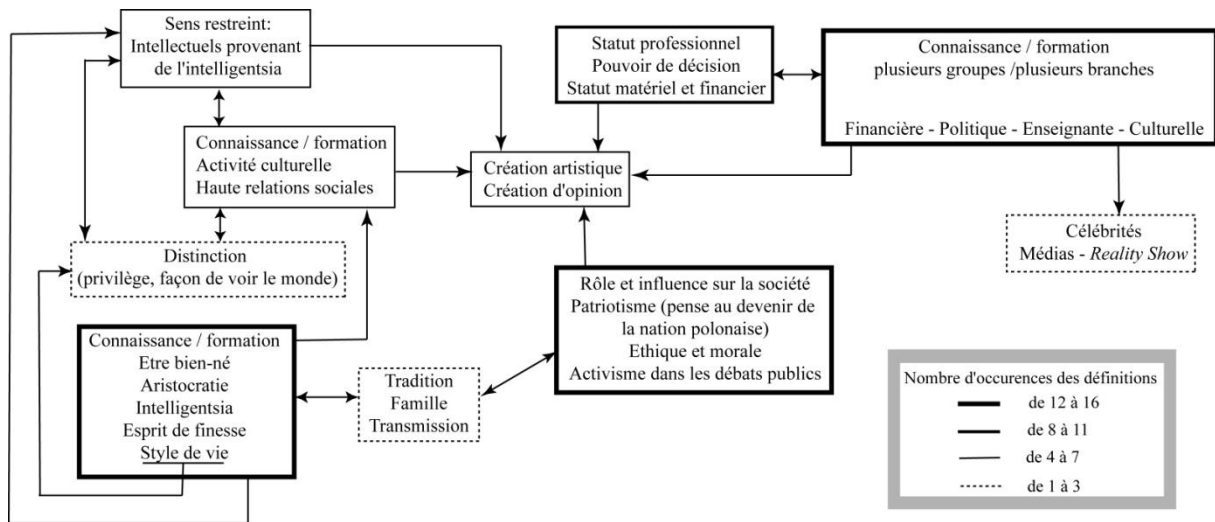 Sens restreint:
Intellectuels provenant
de l'intelligentsia
Statut professionnel
Pouvoir de décision
Statut matériel et financier
Connaissance / formation
plusieurs groupes /plusieurs branches
Financière - Politique - Enseignante - Culturelle
Connaissance / formation
Activité culturelle
Haute relations sociales
Création artistique
Création d'opinion
Célébrités
Médias - Reality Show
Distinction
(privilège, façon de voir le monde)
Rôle et influence sur la société
Patriotisme (pense au devenir de
la nation polonaise)
Ethique et morale
Activisme dans les débats publics
Connaissance / formation
Etre bien-né
Aristocratie
Intelligentsia
Esprit de finesse
Style de vie
Tradition
Famille
Transmission
Nombre d'occurences des définitions
de 12 à 16
de 8 à 11
de 4 à 7
de 1 à 3